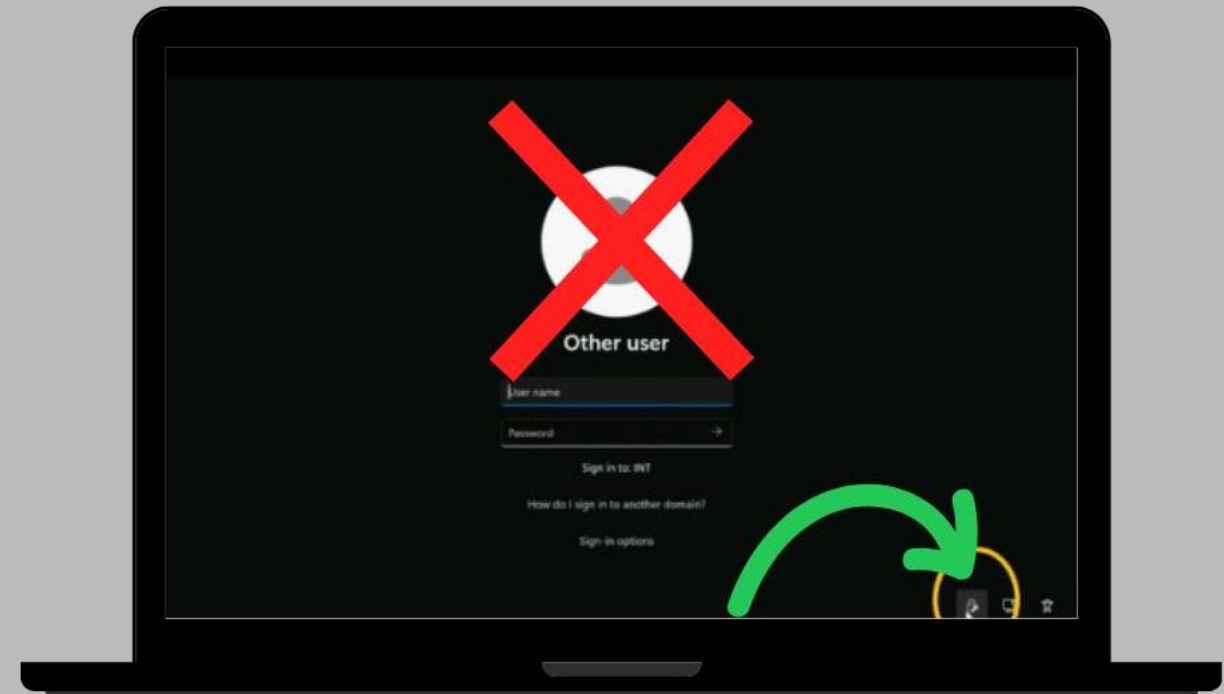 Other user
User name
Password
Sign in to: INT
How do I sign in to another domain?
Sign-in options